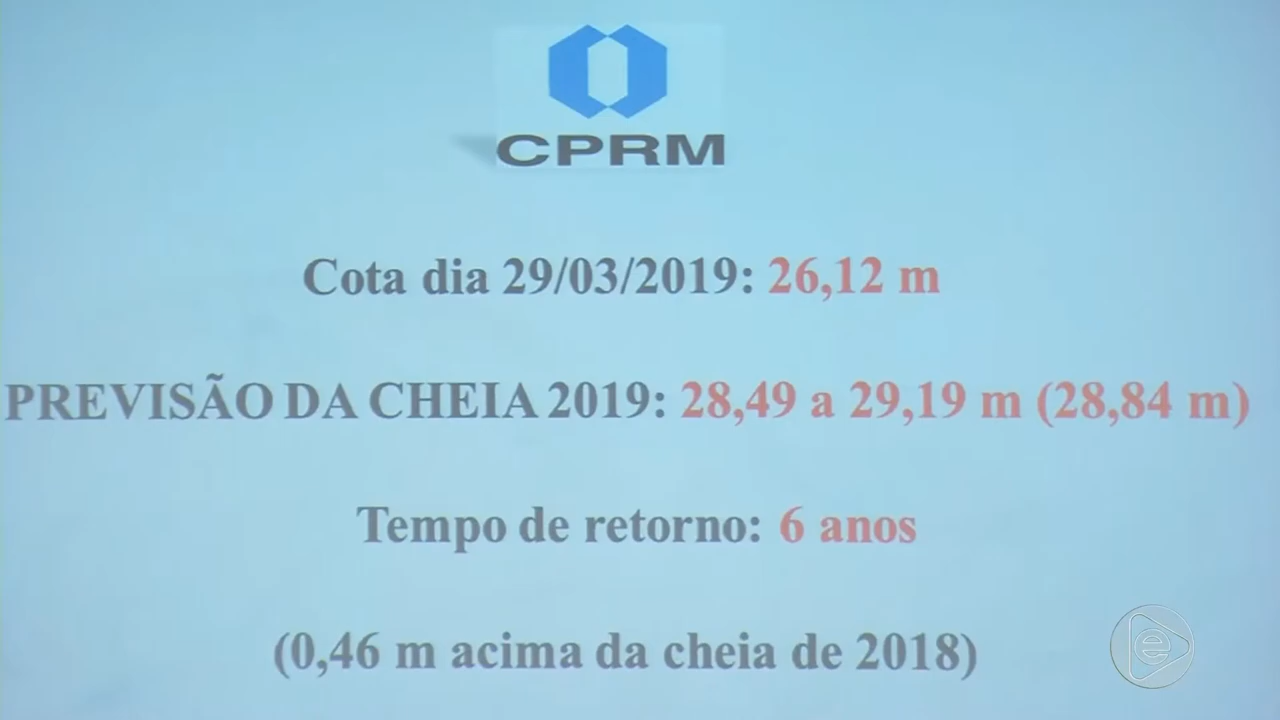 CPRM
Cota dia 29/03/2019: 26,12 m
PREVISÃO DA CHEIA 2019: 28,49 a 29,19 m (28,84 m)
Tempo de retorno: 6 anos
(0,46 m acima da cheia de 2018)
e